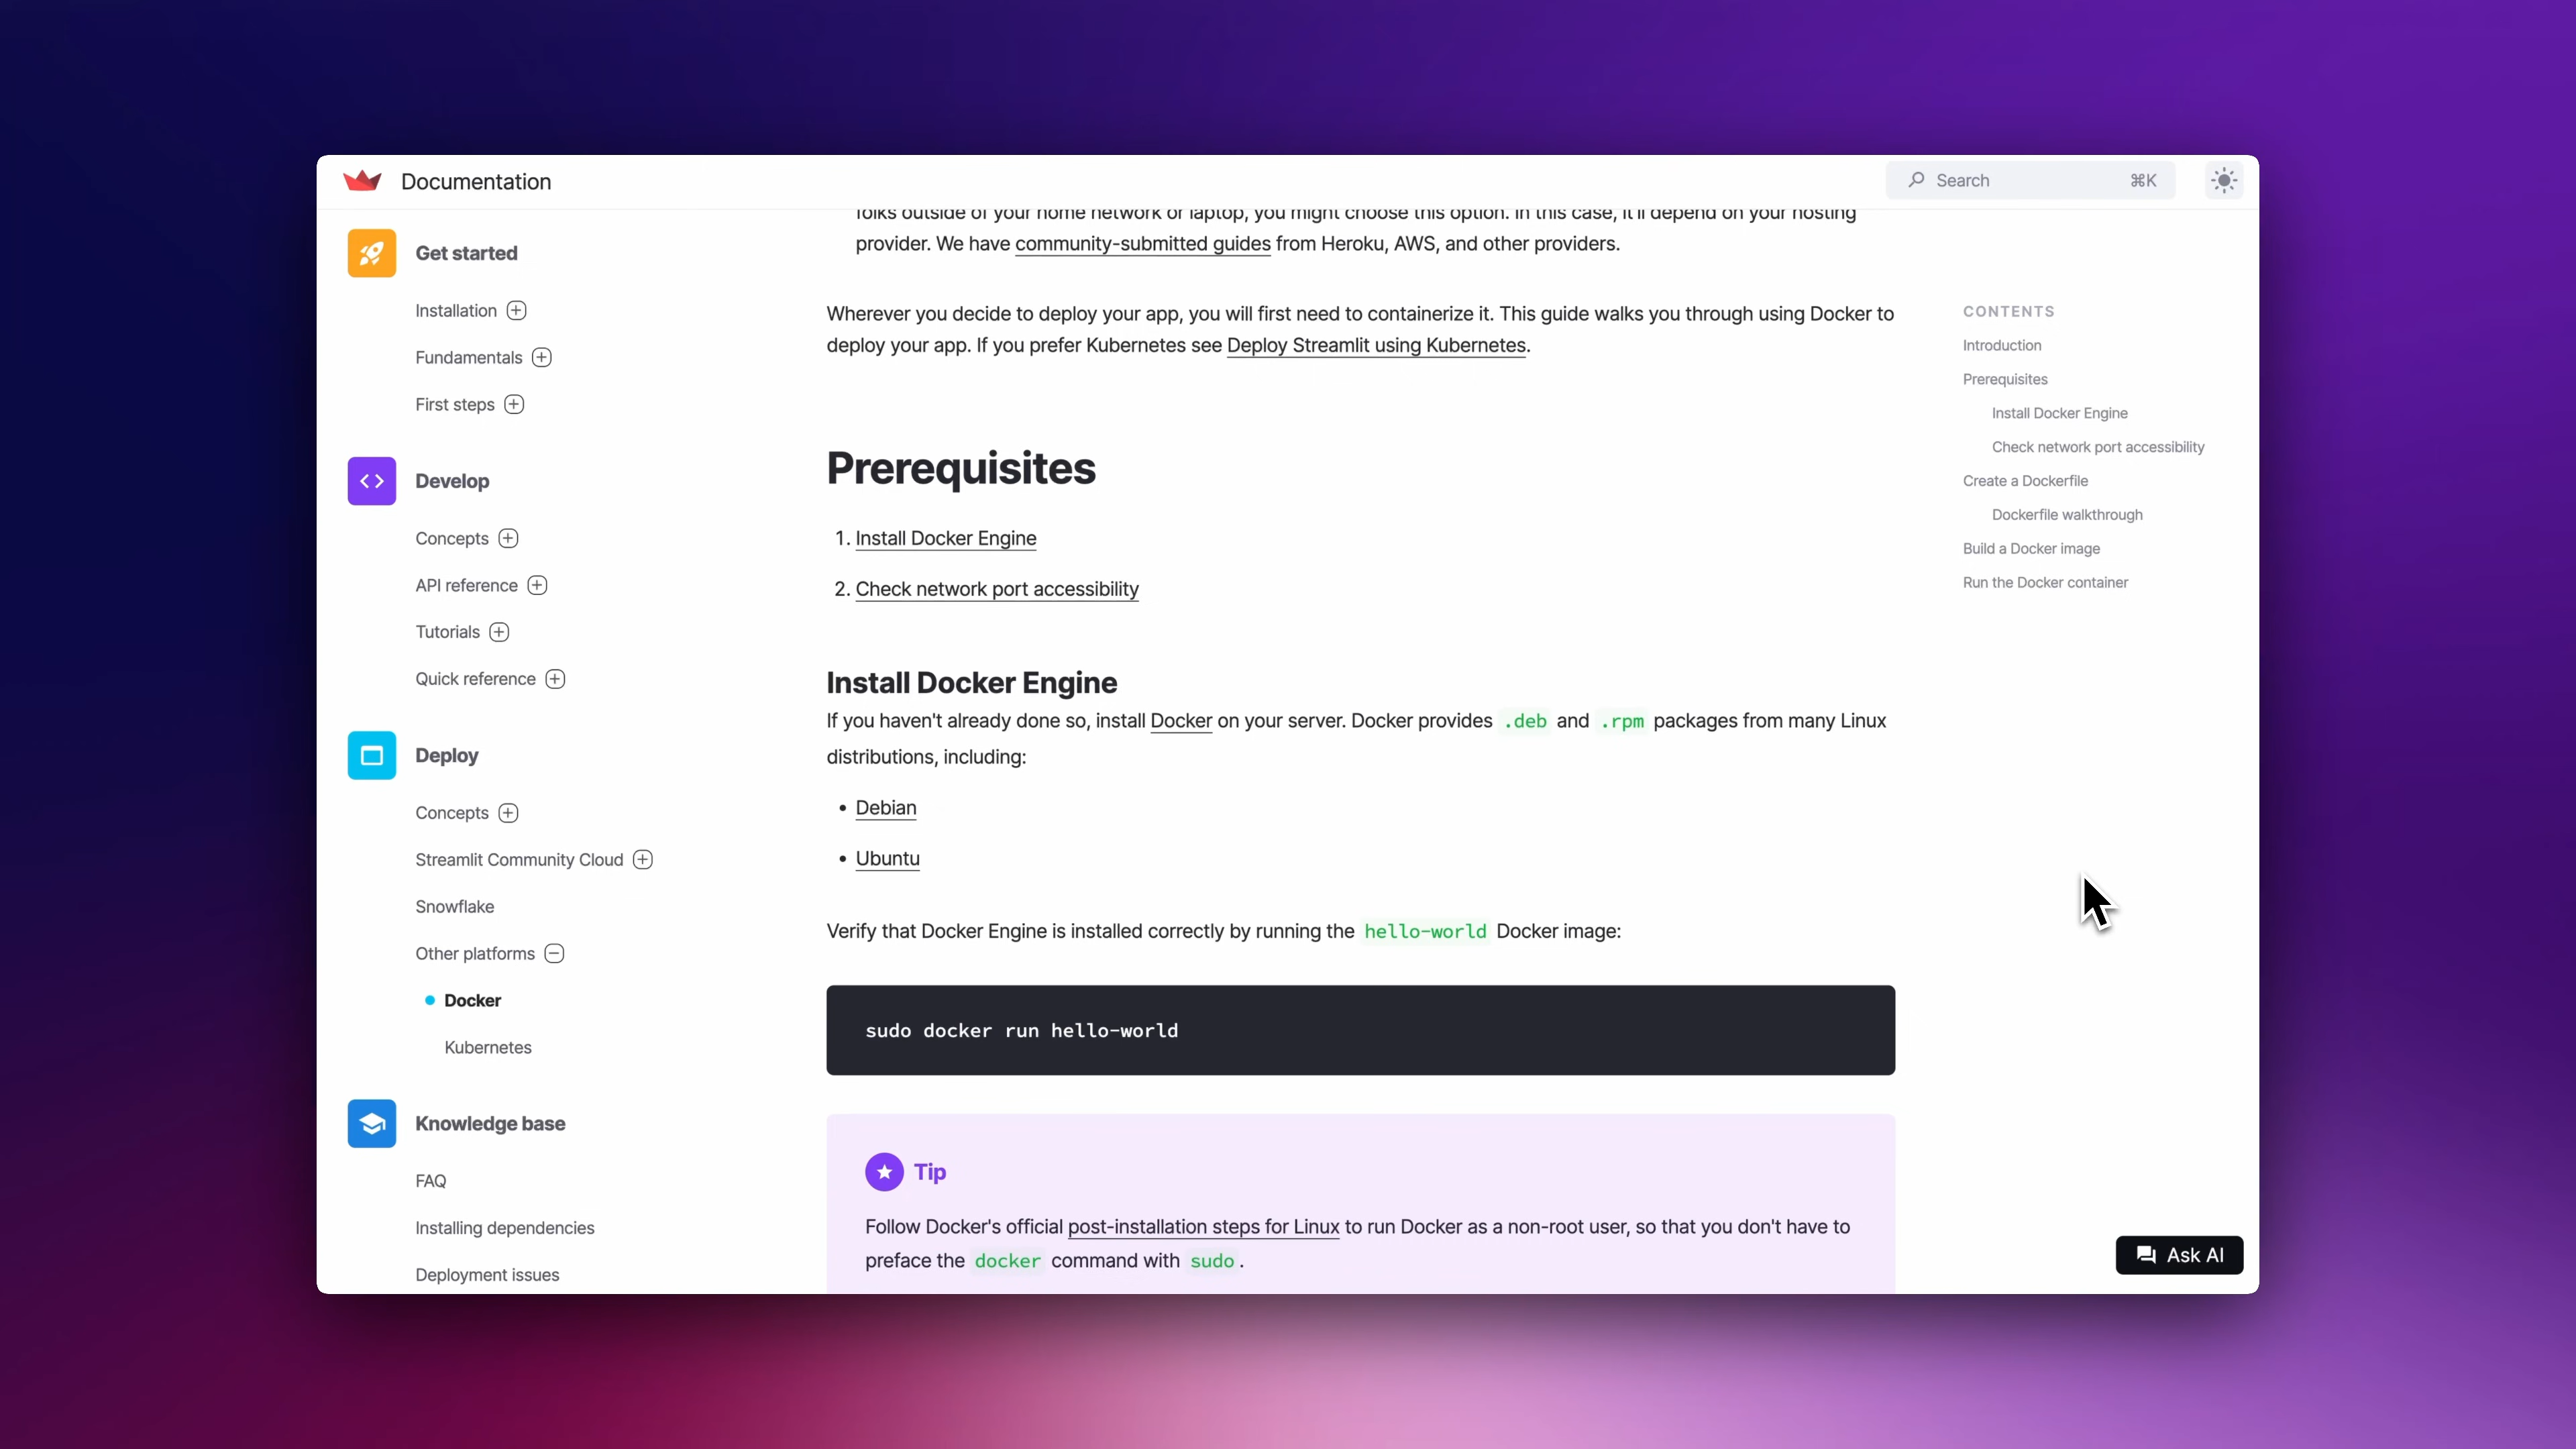 Documentation
Search
⌘K
Get started
Installation
Fundamentals
First steps
Develop
Concepts
API reference
Tutorials
Quick reference
Deploy
Concepts
Streamlit Community Cloud
Snowflake
Other platforms
Docker
Kubernetes
Knowledge base
FAQ
Installing dependencies
Deployment issues
folks outside of your home network or laptop, you might choose this option. In this case, it'll depend on your hosting
provider. We have community-submitted guides from Heroku, AWS, and other providers.
Wherever you decide to deploy your app, you will first need to containerize it. This guide walks you through using Docker to
deploy your app. If you prefer Kubernetes see Deploy Streamlit using Kubernetes.
Prerequisites
1. Install Docker Engine
2. Check network port accessibility
Install Docker Engine
If you haven't already done so, install Docker on your server. Docker provides .deb and .rpm packages from many Linux
distributions, including:
• Debian
• Ubuntu
Verify that Docker Engine is installed correctly by running the hello-world Docker image:
sudo docker run hello-world
Tip
Follow Docker's official post-installation steps for Linux to run Docker as a non-root user, so that you don't have to
preface the docker command with sudo.
CONTENTS
Introduction
Prerequisites
Install Docker Engine
Check network port accessibility
Create a Dockerfile
Dockerfile walkthrough
Build a Docker image
Run the Docker container
Ask AI